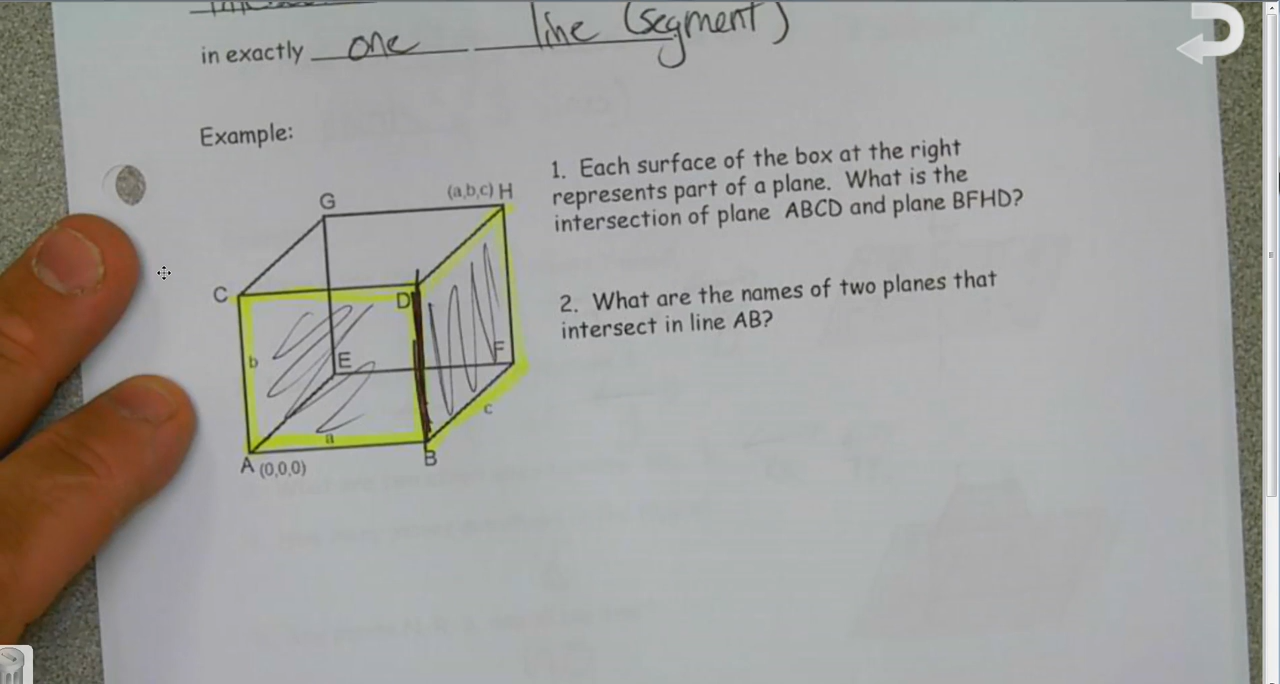 in exactly one line (segment)
Example:
1. Each surface of the box at the right
represents part of a plane. What is the
intersection of plane ABCD and plane BFHD?
2. What are the names of two planes that
intersect in line AB?
G
(a,b,c) H
C
D
b
E
F
c
a
A (0,0,0)
B